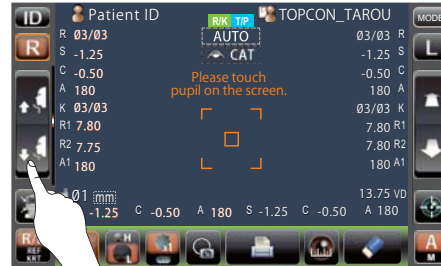 ID Patient ID R/K T/P TOPCON_TAROU MODE
R R Ø3/Ø3 AUTO Ø3/Ø3 R L
S -1.25 CAT -1.25 S
C -0.50 Please touch -0.50 C
A 180 pupil on the screen. 180 A
K Ø3/Ø3 Ø3/Ø3 K
R1 7.80 7.80 R1
R2 7.75 7.80 R2
A1 180 180 A1
Ø1 mm 13.75 VD
-1.25 C -0.50 A 180 S -1.25 C -0.50 A 180
R/K REF KRT H A M